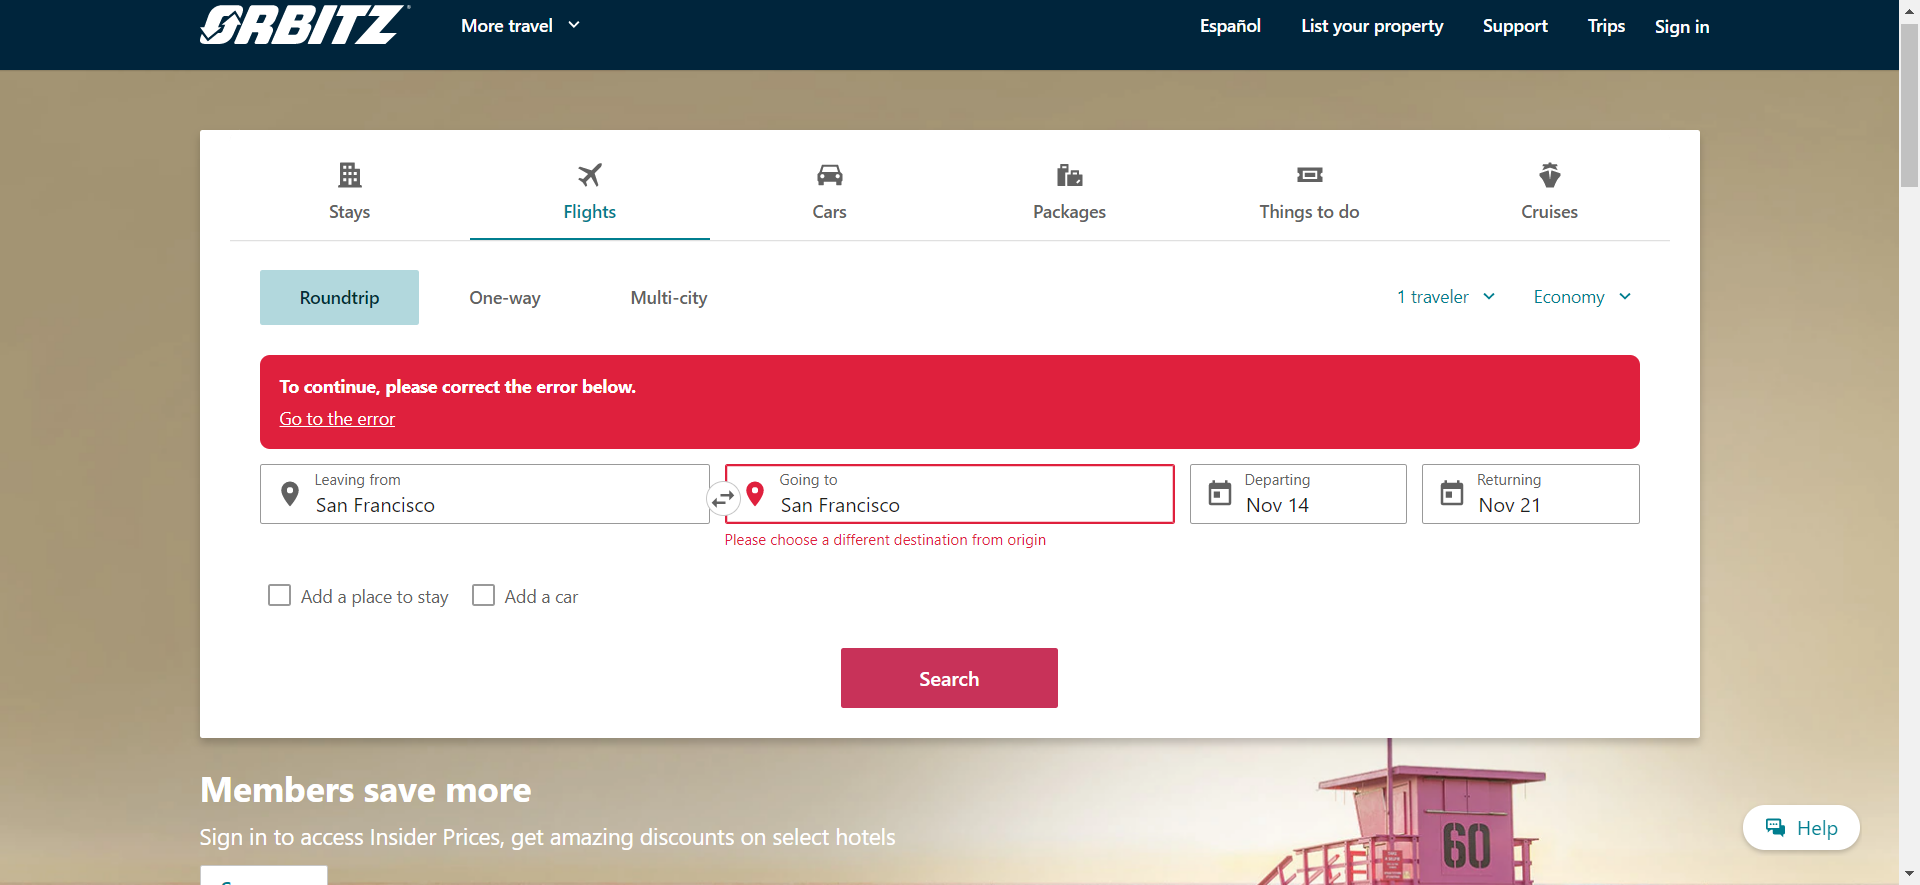 ORBITZ
More travel
Español
List your property
Support
Trips
Sign in
Stays
Flights
Cars
Packages
Things to do
Cruises
Roundtrip
One-way
Multi-city
1 traveler
Economy
To continue, please correct the error below.
Go to the error
Leaving from
San Francisco
Going to
San Francisco
Departing
Nov 14
Returning
Nov 21
Please choose a different destination from origin
Add a place to stay
Add a car
Search
Members save more
Sign in to access Insider Prices, get amazing discounts on select hotels
60
Help